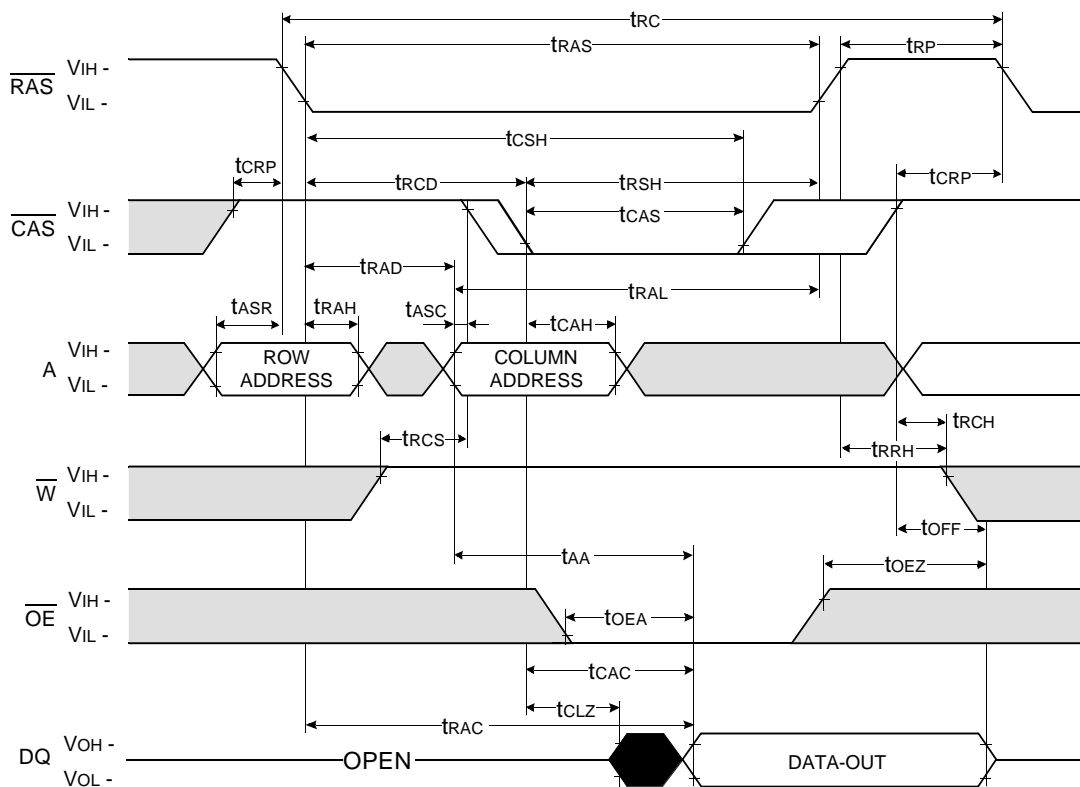 tRC
tRAS
tRP
RAS
VIH -
VIL -
tCSH
tCRP
tRCD
tRSH
tCRP
CAS
VIH -
VIL -
tCAS
tRAD
tRAL
tASR
tRAH
tASC
tCAH
A
VIH -
VIL -
ROW
ADDRESS
COLUMN
ADDRESS
tRCS
tRCH
tRRH
W
VIH -
VIL -
tOFF
tAA
tOEZ
OE
VIH -
VIL -
tOEA
tCAC
tCLZ
tRAC
DQ
VOH -
VOL -
OPEN
DATA-OUT